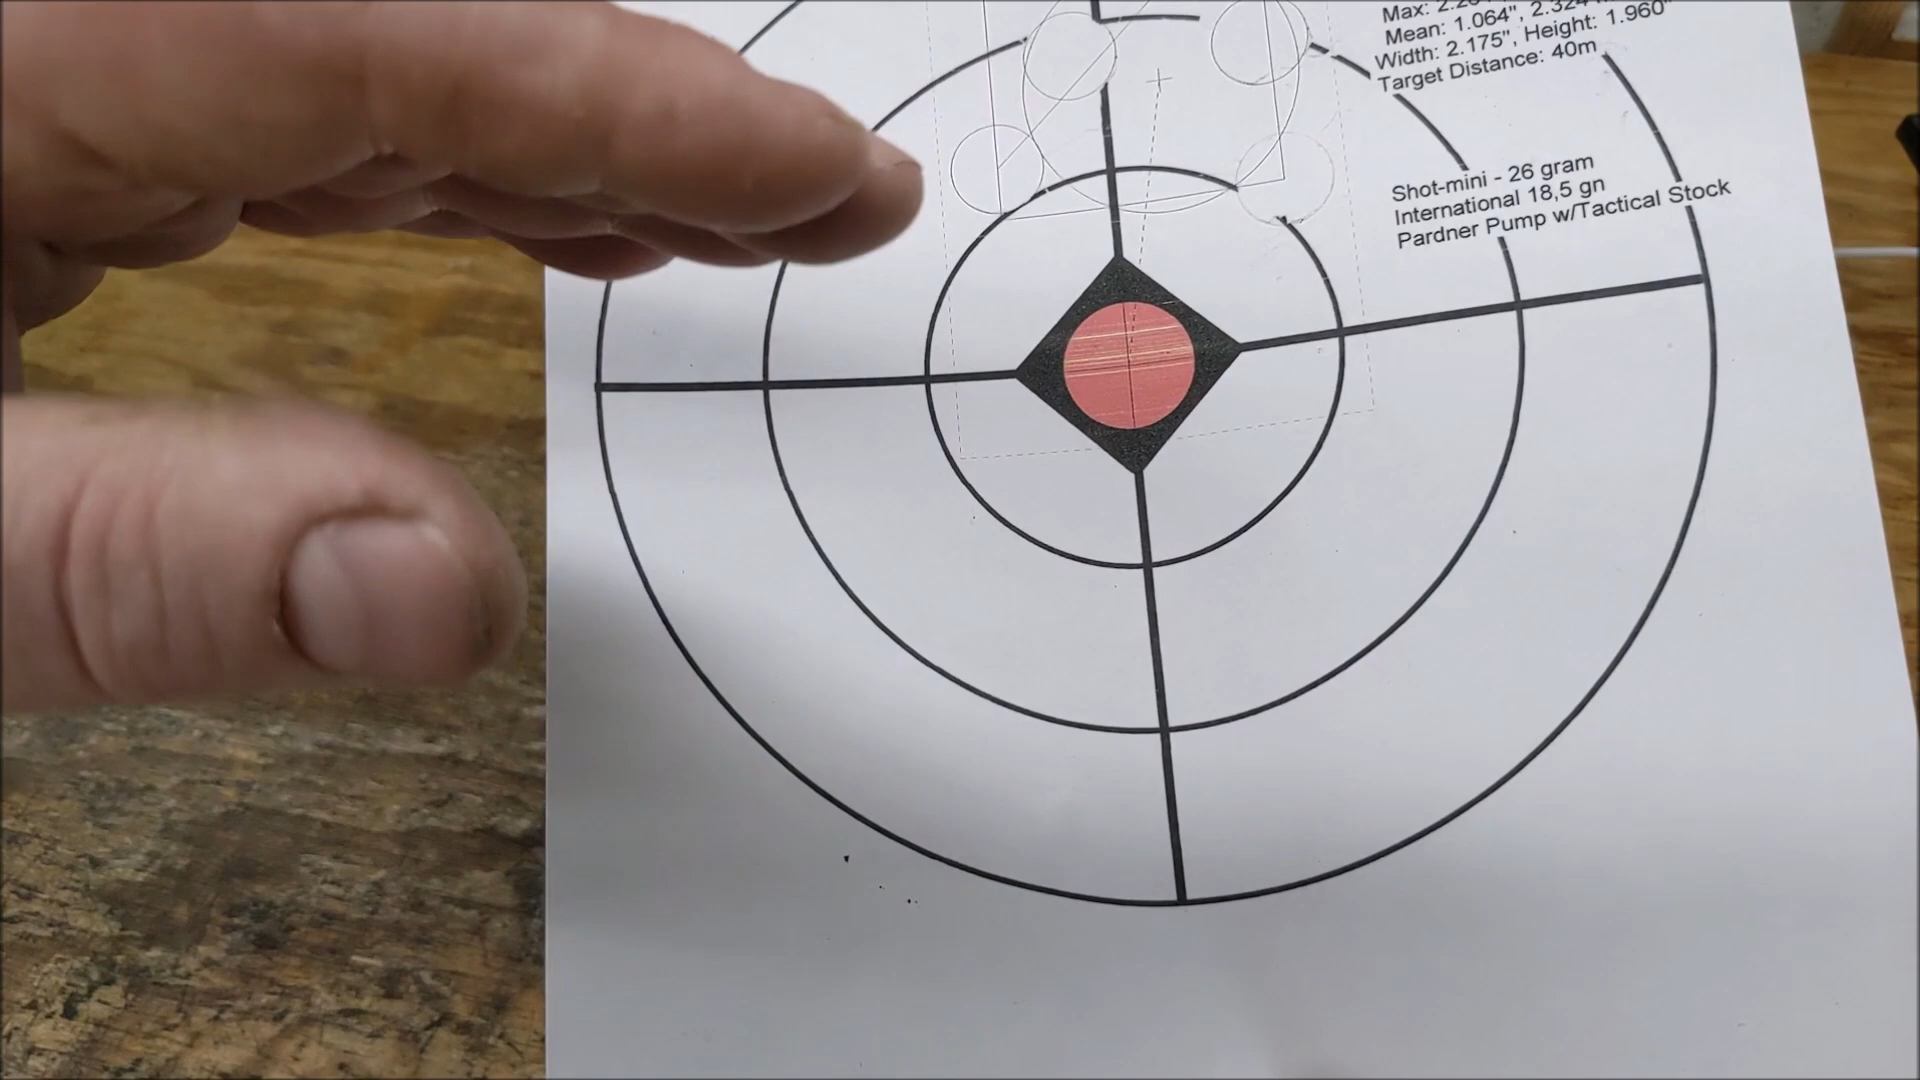 Max:
Mean: 1.064", 2.324
Width: 2.175", Height: 1.960"
Target Distance: 40m
Shot-mini - 26 gram
International 18,5 gn
Pardner Pump w/Tactical Stock